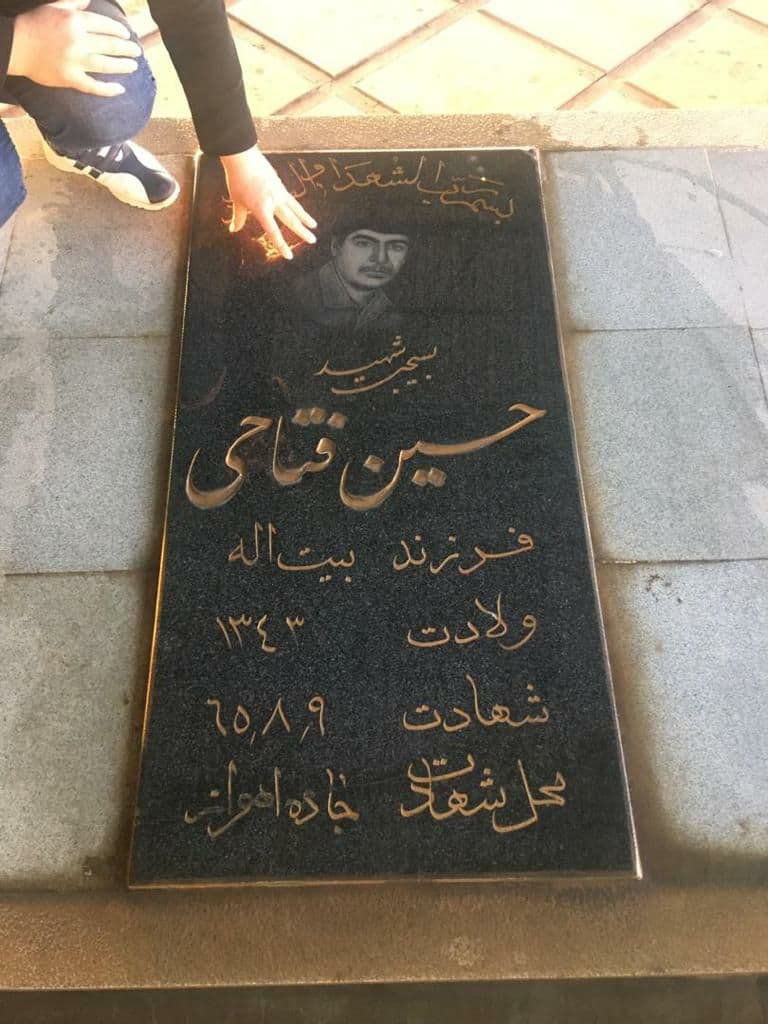 بسم رب الشهدا
بسیجی شهید
حسین فتاحی
فرزند بیت‌اله
ولادت ۱۳۴۳
شهادت ۶۵٫۸٫۹
محل شهادت جاده اهواز